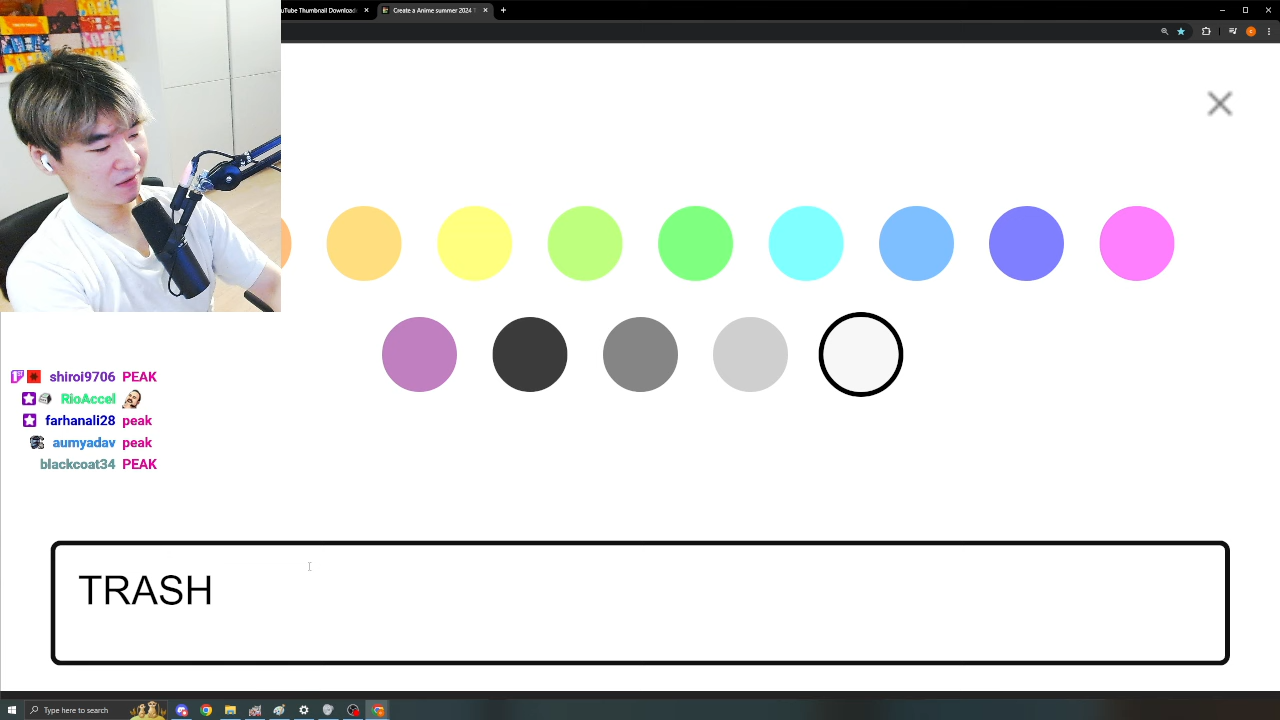 uTube Thumbnail Download
Create a Anime summer 2024 T
shiroi9706 PEAK
RioAccel
farhanali28 peak
aumyadav peak
blackcoat34 PEAK
TRASH
Type here to search